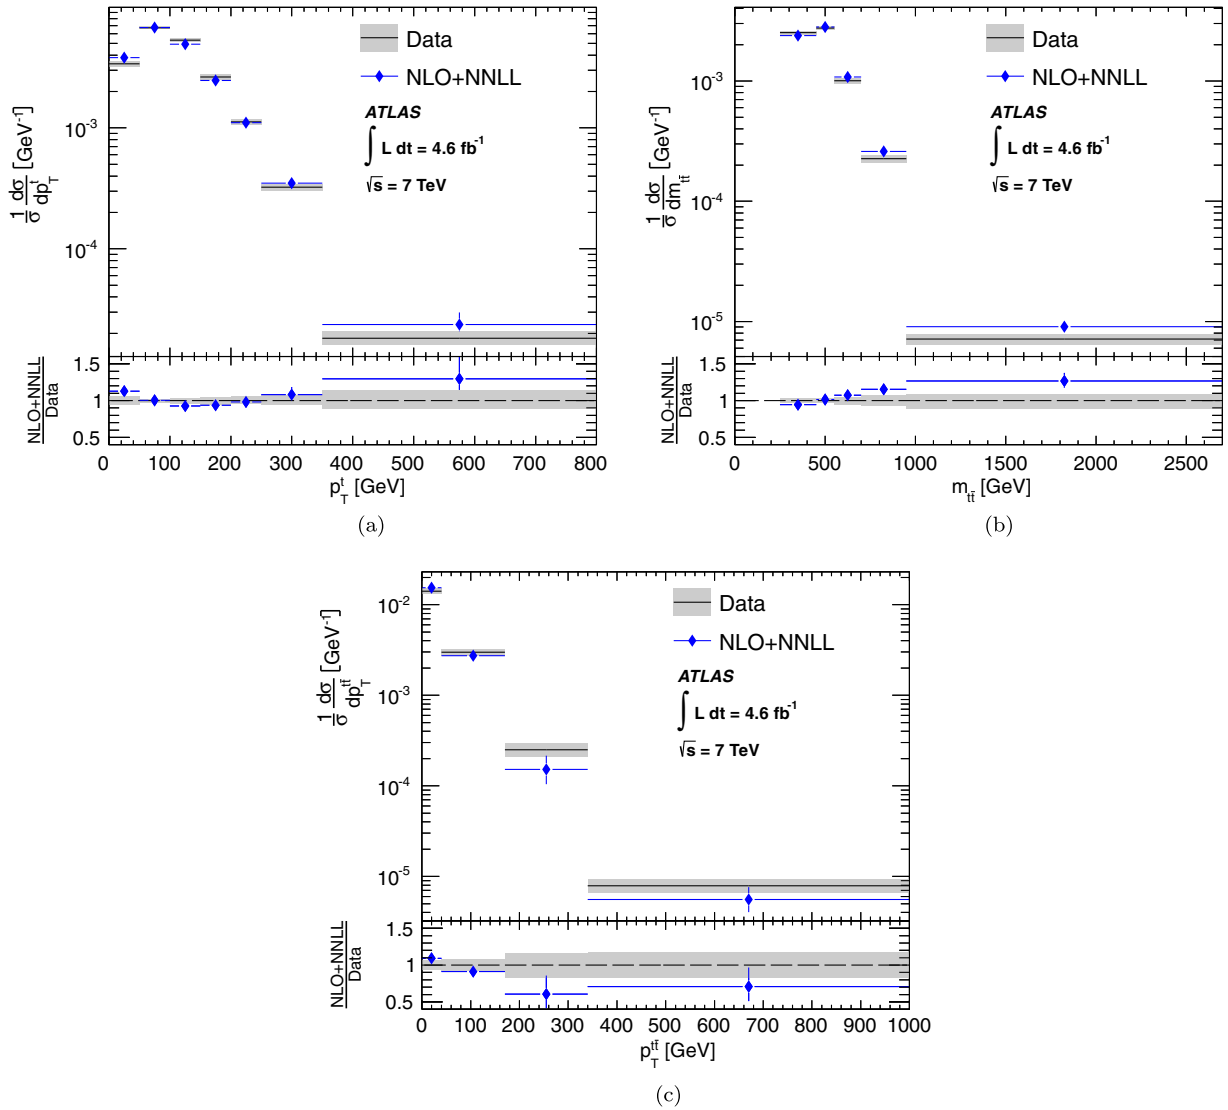 Data
NLO+NNLL
ATLAS
∫ L dt = 4.6 fb⁻¹
√s = 7 TeV
1/σ dσ/dp_T^t [GeV⁻¹]
10⁻³
10⁻⁴
NLO+NNLL/Data
1.5
1
0.5
0 100 200 300 400 500 600 700 800
p_T^t [GeV]
(a)
Data
NLO+NNLL
ATLAS
∫ L dt = 4.6 fb⁻¹
√s = 7 TeV
1/σ dσ/dm_tt̄ [GeV⁻¹]
10⁻³
10⁻⁴
10⁻⁵
NLO+NNLL/Data
1.5
1
0.5
0 500 1000 1500 2000 2500
m_tt̄ [GeV]
(b)
Data
NLO+NNLL
ATLAS
∫ L dt = 4.6 fb⁻¹
√s = 7 TeV
1/σ dσ/dp_T^tt̄ [GeV⁻¹]
10⁻²
10⁻³
10⁻⁴
10⁻⁵
NLO+NNLL/Data
1.5
1
0.5
0 100 200 300 400 500 600 700 800 900 1000
p_T^tt̄ [GeV]
(c)